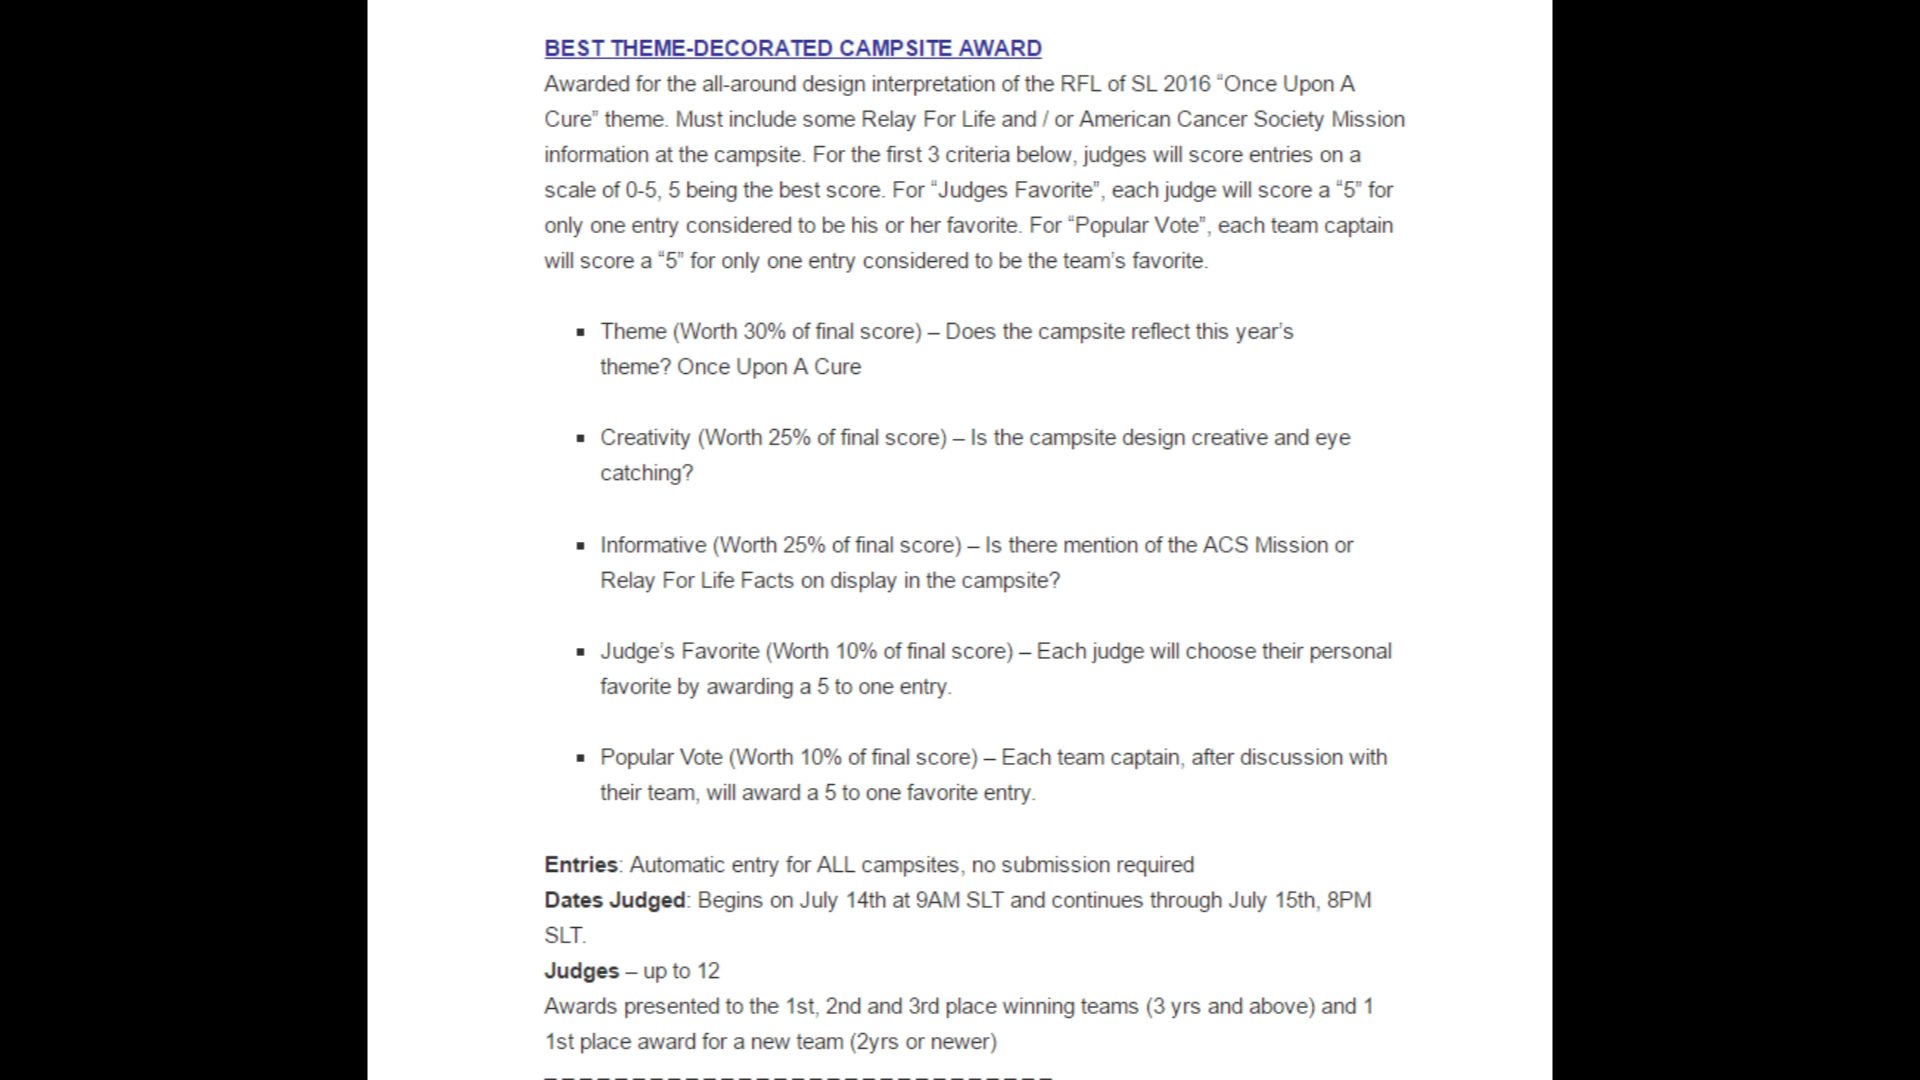 BEST THEME-DECORATED CAMPSITE AWARD
Awarded for the all-around design interpretation of the RFL of SL 2016 “Once Upon A
Cure” theme. Must include some Relay For Life and / or American Cancer Society Mission
information at the campsite. For the first 3 criteria below, judges will score entries on a
scale of 0-5, 5 being the best score. For “Judges Favorite”, each judge will score a “5” for
only one entry considered to be his or her favorite. For “Popular Vote”, each team captain
will score a “5” for only one entry considered to be the team’s favorite.
▪ Theme (Worth 30% of final score) – Does the campsite reflect this year’s
theme? Once Upon A Cure
▪ Creativity (Worth 25% of final score) – Is the campsite design creative and eye
catching?
▪ Informative (Worth 25% of final score) – Is there mention of the ACS Mission or
Relay For Life Facts on display in the campsite?
▪ Judge’s Favorite (Worth 10% of final score) – Each judge will choose their personal
favorite by awarding a 5 to one entry.
▪ Popular Vote (Worth 10% of final score) – Each team captain, after discussion with
their team, will award a 5 to one favorite entry.
Entries: Automatic entry for ALL campsites, no submission required
Dates Judged: Begins on July 14th at 9AM SLT and continues through July 15th, 8PM
SLT.
Judges – up to 12
Awards presented to the 1st, 2nd and 3rd place winning teams (3 yrs and above) and 1
1st place award for a new team (2yrs or newer)